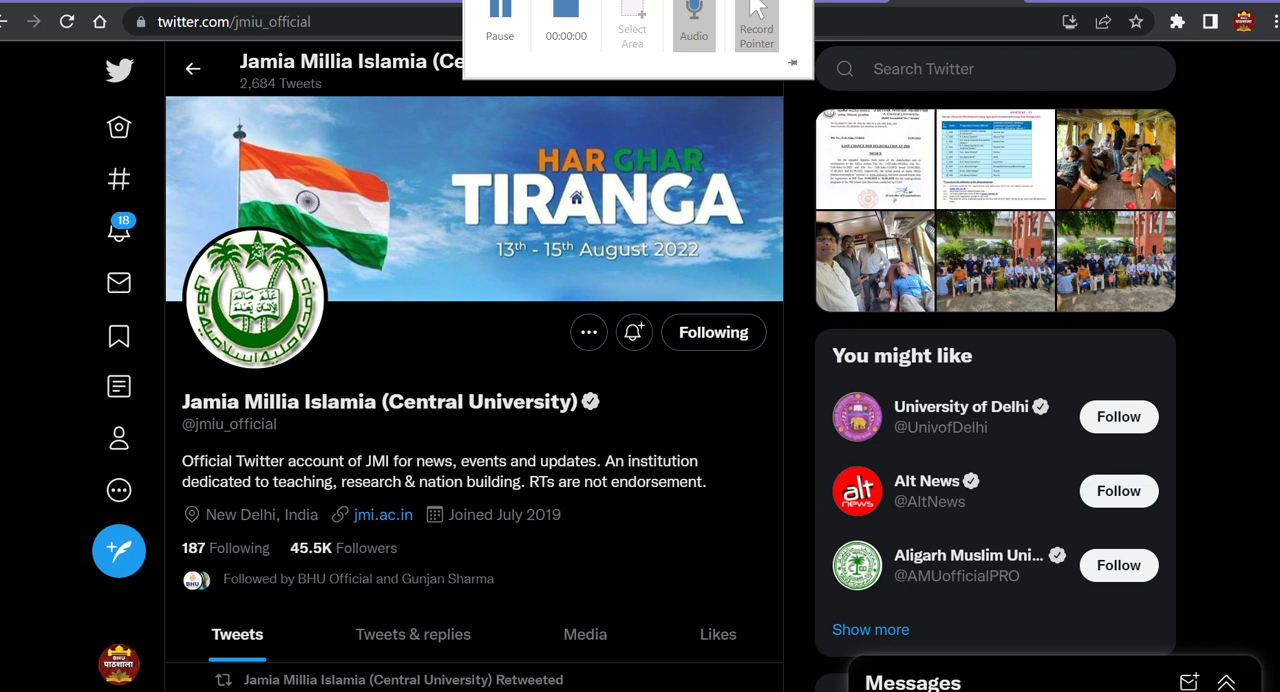 twitter.com/jmiu_official
Pause
00:00:00
Select
Area
Audio
Record
Pointer
Jamia Millia Islamia (Ce
2,684 Tweets
Search Twitter
HAR GHAR
TIRANGA
13th - 15th August 2022
18
Following
Jamia Millia Islamia (Central University)
@jmiu_official
Official Twitter account of JMI for news, events and updates. An institution
dedicated to teaching, research & nation building. RTs are not endorsement.
New Delhi, India jmi.ac.in Joined July 2019
187 Following 45.5K Followers
BHU
Followed by BHU Official and Gunjan Sharma
Tweets Tweets & replies Media Likes
Jamia Millia Islamia (Central University) Retweeted
BHU
पाठशाला
You might like
University of Delhi
@UnivofDelhi
Follow
alt
news
Alt News
@AltNews
Follow
Aligarh Muslim Uni...
@AMUofficialPRO
Follow
Show more
Messages